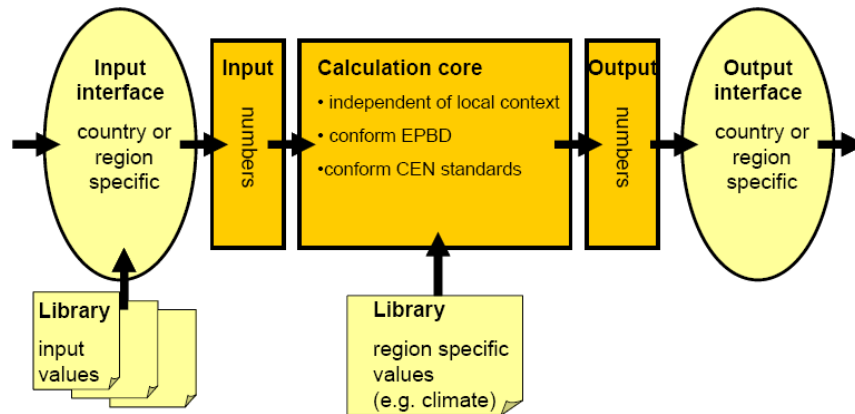 Input
interface
country or
region
specific
Input
numbers
Calculation core
• independent of local context
• conform EPBD
•conform CEN standards
Output
numbers
Output
interface
country or
region
specific
Library
input
values
Library
region specific
values
(e.g. climate)